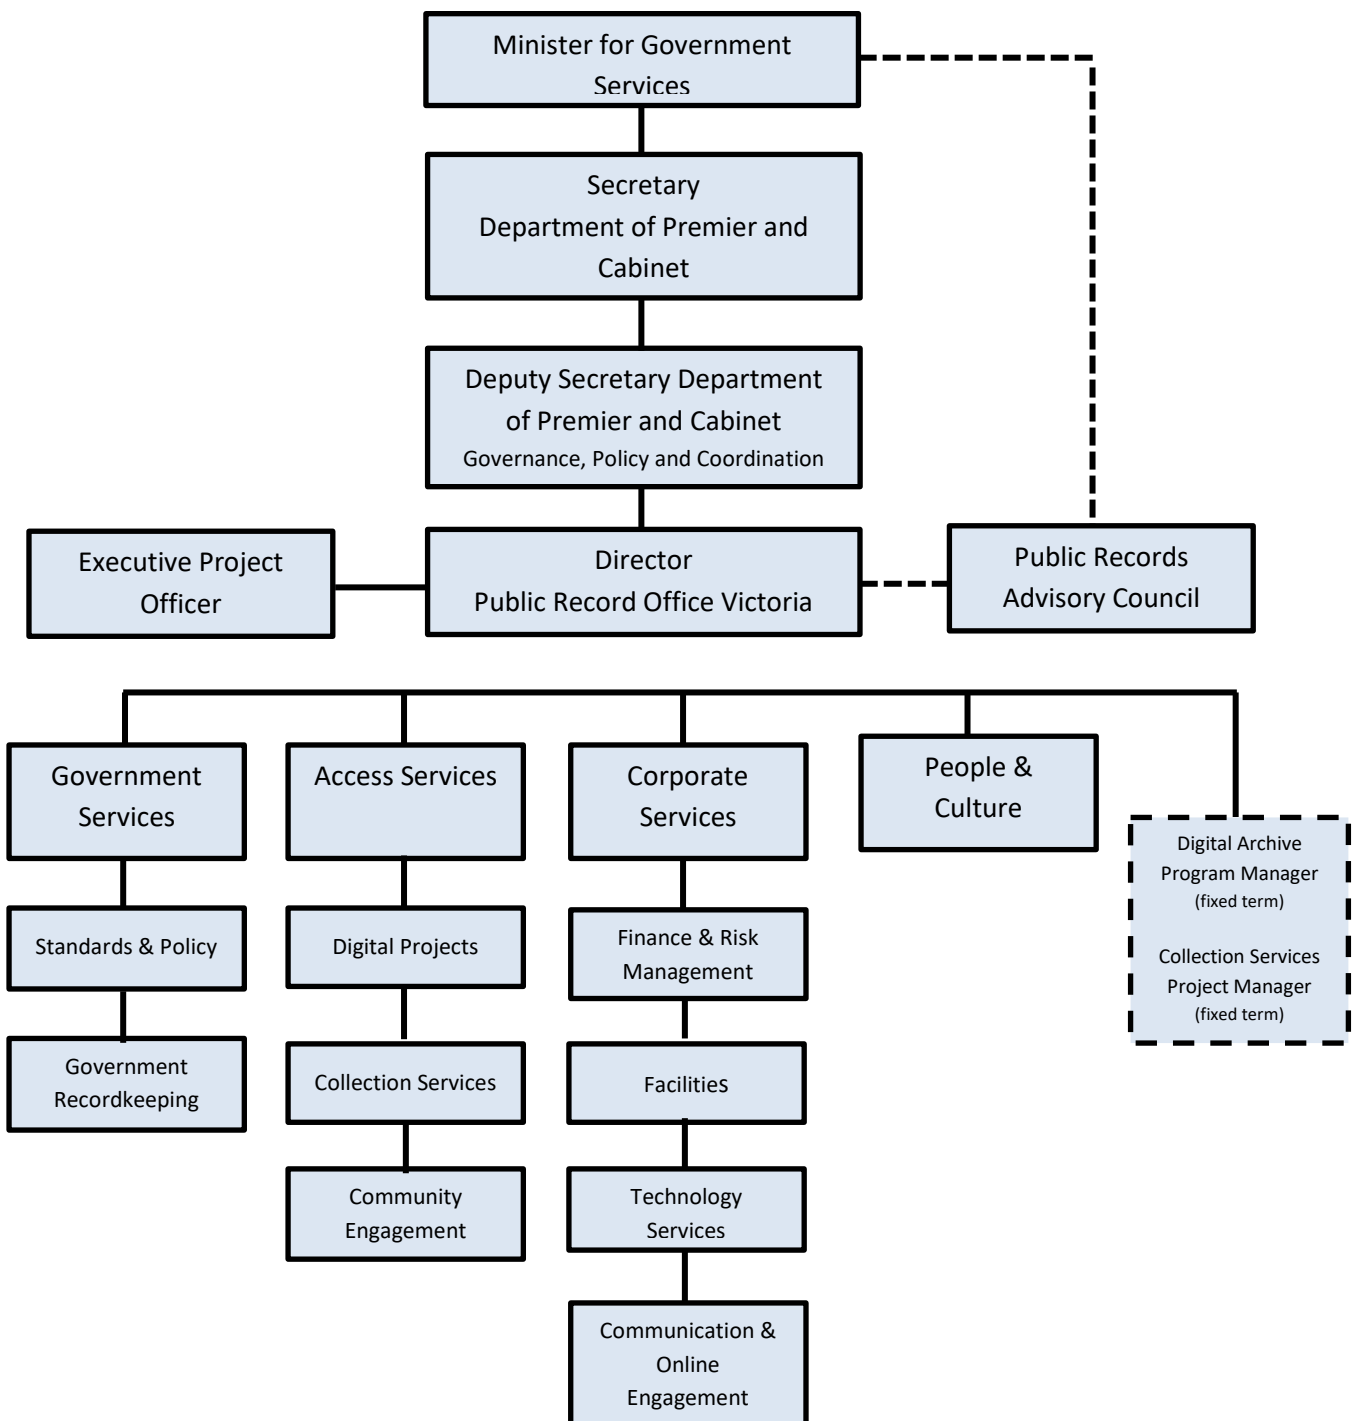 Minister for Government
Services
Secretary
Department of Premier and
Cabinet
Deputy Secretary Department
of Premier and Cabinet
Governance, Policy and Coordination
Executive Project
Officer
Director
Public Record Office Victoria
Public Records
Advisory Council
Government
Services
Access Services
Corporate
Services
People &
Culture
Digital Archive
Program Manager
(fixed term)
Collection Services
Project Manager
(fixed term)
Standards & Policy
Digital Projects
Finance & Risk
Management
Government
Recordkeeping
Collection Services
Facilities
Community
Engagement
Technology
Services
Communication &
Online
Engagement